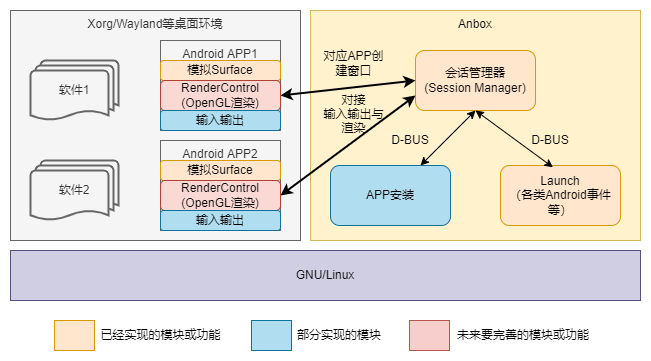 Xorg/Wayland等桌面环境
Anbox
软件1
Android APP1
模拟Surface
RenderControl
(OpenGL渲染)
输入输出
对应APP创
建窗口
会话管理器
(Session Manager)
对接
输入输出与
渲染
D-BUS
D-BUS
软件2
Android APP2
模拟Surface
RenderControl
(OpenGL渲染)
输入输出
APP安装
Launch
（各类Android事件
等）
GNU/Linux
已经实现的模块或功能
部分实现的模块
未来要完善的模块或功能